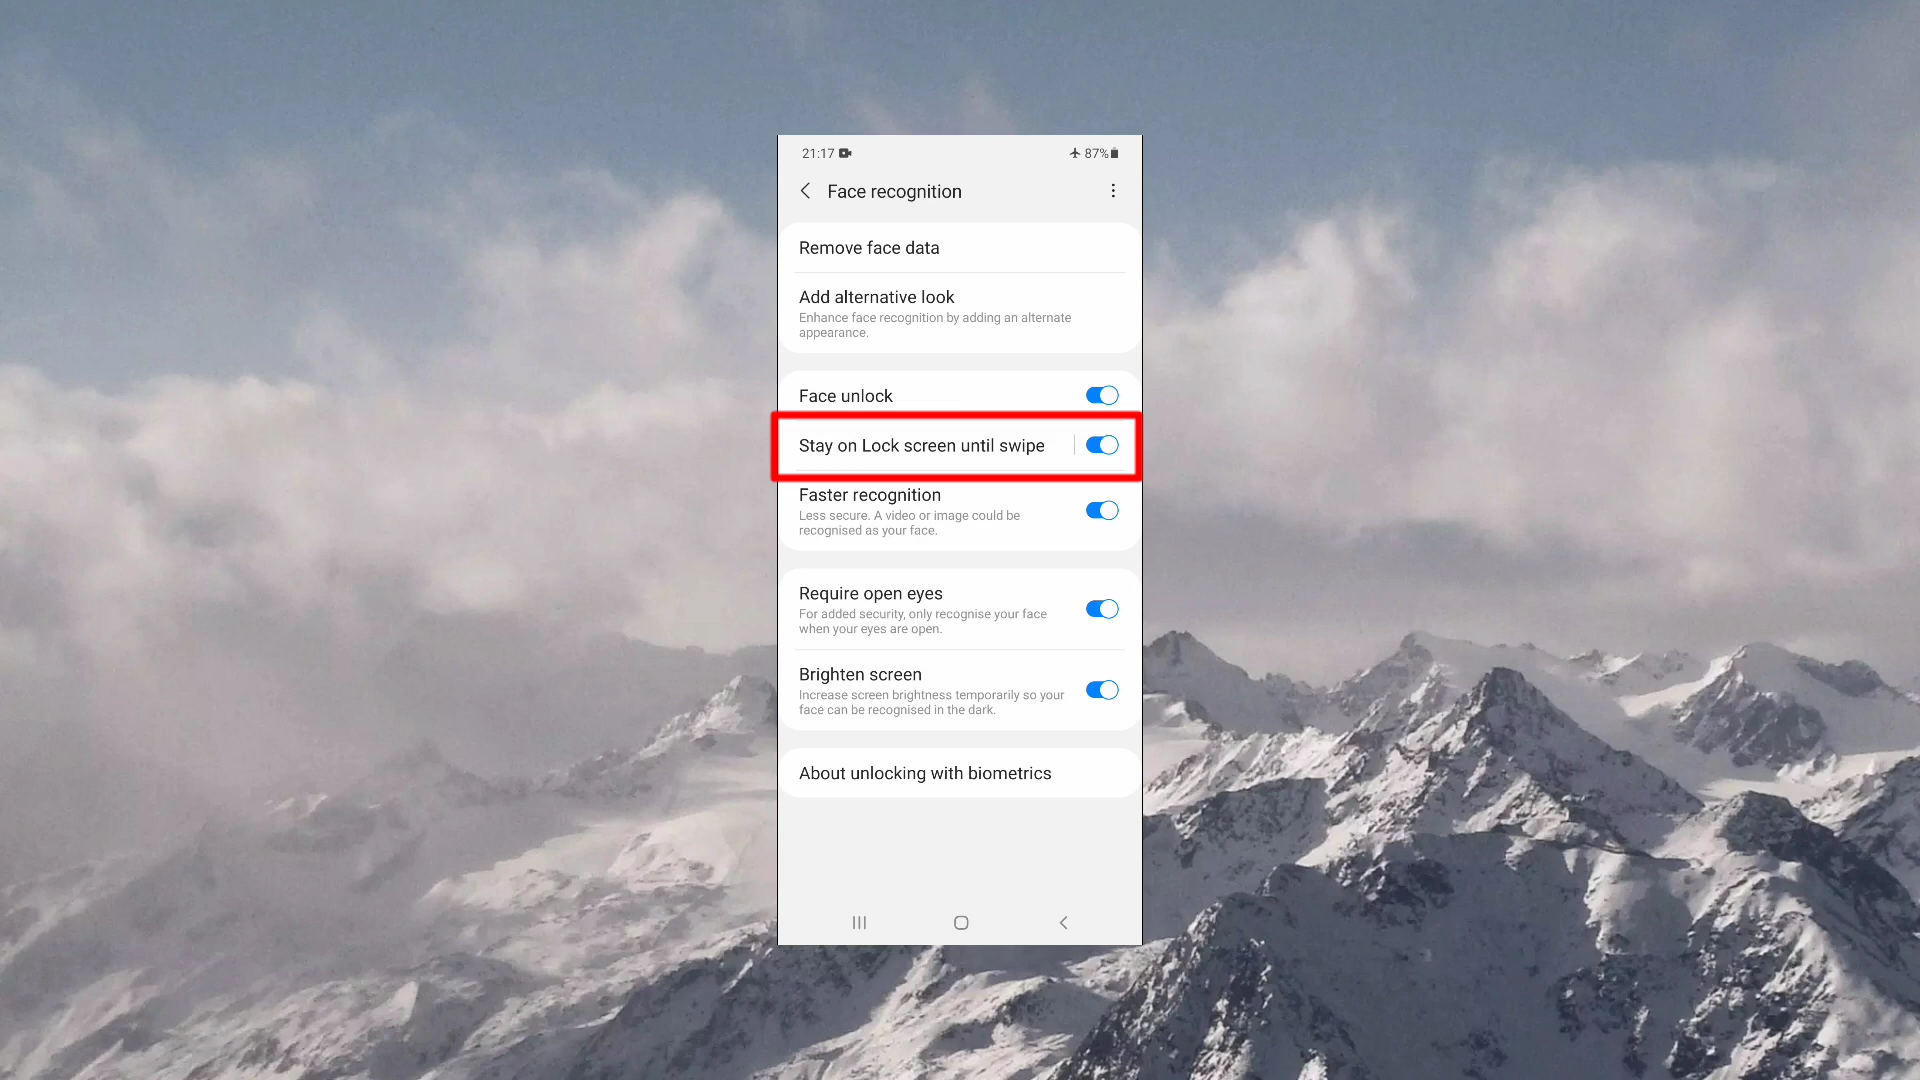 21:17
87%
Face recognition
Remove face data
Add alternative look
Enhance face recognition by adding an alternate
appearance.
Face unlock
Stay on Lock screen until swipe
Faster recognition
Less secure. A video or image could be
recognised as your face.
Require open eyes
For added security, only recognise your face
when your eyes are open.
Brighten screen
Increase screen brightness temporarily so your
face can be recognised in the dark.
About unlocking with biometrics